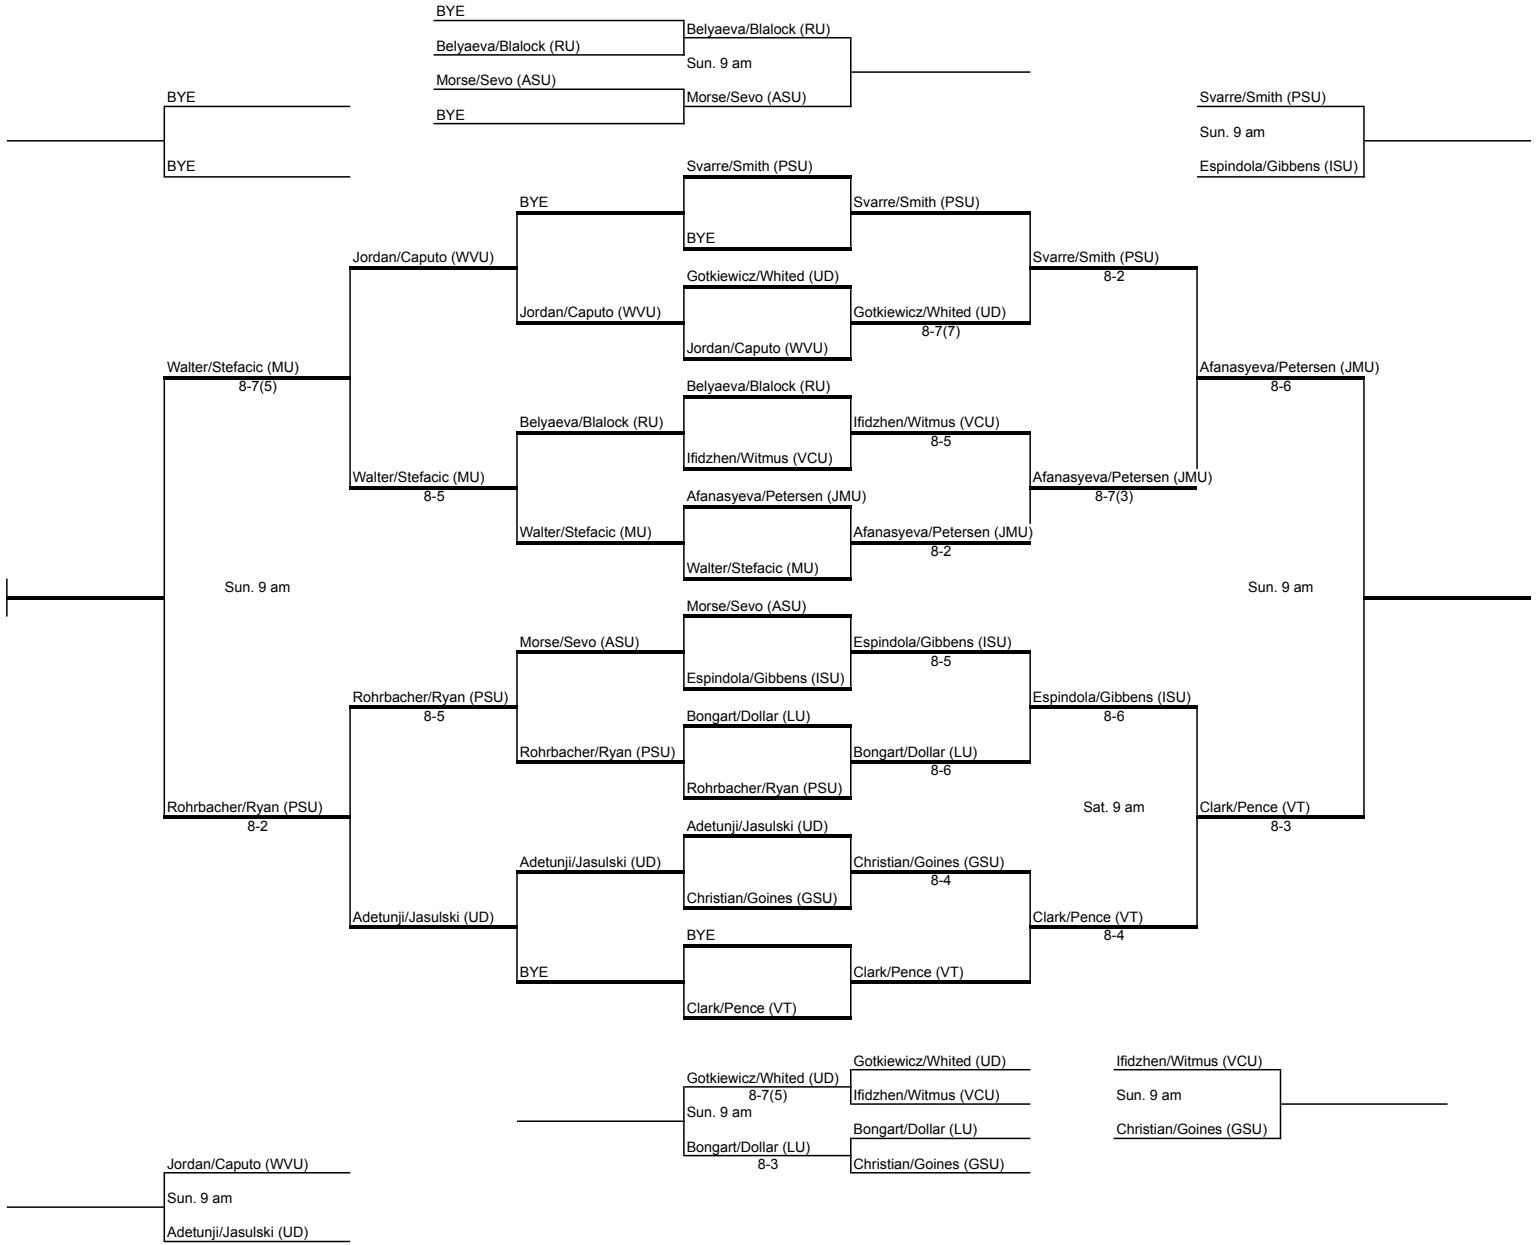 BYE
Belyaeva/Blalock (RU)
Belyaeva/Blalock (RU)
Sun. 9 am
Morse/Sevo (ASU)
Morse/Sevo (ASU)
BYE
BYE
BYE
Svarre/Smith (PSU)
Sun. 9 am
Espindola/Gibbens (ISU)
Svarre/Smith (PSU)
BYE
Svarre/Smith (PSU)
BYE
Jordan/Caputo (WVU)
Svarre/Smith (PSU)
8-2
Gotkiewicz/Whited (UD)
Jordan/Caputo (WVU)
Gotkiewicz/Whited (UD)
8-7(7)
Jordan/Caputo (WVU)
Walter/Stefacic (MU)
8-7(5)
Afanasyeva/Petersen (JMU)
8-6
Belyaeva/Blalock (RU)
Belyaeva/Blalock (RU)
Ifidzhen/Witmus (VCU)
8-5
Ifidzhen/Witmus (VCU)
Walter/Stefacic (MU)
8-5
Afanasyeva/Petersen (JMU)
8-7(3)
Afanasyeva/Petersen (JMU)
Walter/Stefacic (MU)
Afanasyeva/Petersen (JMU)
8-2
Walter/Stefacic (MU)
Sun. 9 am
Sun. 9 am
Morse/Sevo (ASU)
Morse/Sevo (ASU)
Espindola/Gibbens (ISU)
8-5
Espindola/Gibbens (ISU)
Rohrbacher/Ryan (PSU)
8-5
Espindola/Gibbens (ISU)
8-6
Bongart/Dollar (LU)
Rohrbacher/Ryan (PSU)
Bongart/Dollar (LU)
8-6
Rohrbacher/Ryan (PSU)
Rohrbacher/Ryan (PSU)
8-2
Sat. 9 am
Clark/Pence (VT)
8-3
Adetunji/Jasulski (UD)
Adetunji/Jasulski (UD)
Christian/Goines (GSU)
8-4
Christian/Goines (GSU)
Adetunji/Jasulski (UD)
Clark/Pence (VT)
8-4
BYE
BYE
Clark/Pence (VT)
Clark/Pence (VT)
Gotkiewicz/Whited (UD)
Gotkiewicz/Whited (UD)
8-7(5)
Ifidzhen/Witmus (VCU)
Sun. 9 am
Bongart/Dollar (LU)
Bongart/Dollar (LU)
8-3
Christian/Goines (GSU)
Ifidzhen/Witmus (VCU)
Sun. 9 am
Christian/Goines (GSU)
Jordan/Caputo (WVU)
Sun. 9 am
Adetunji/Jasulski (UD)